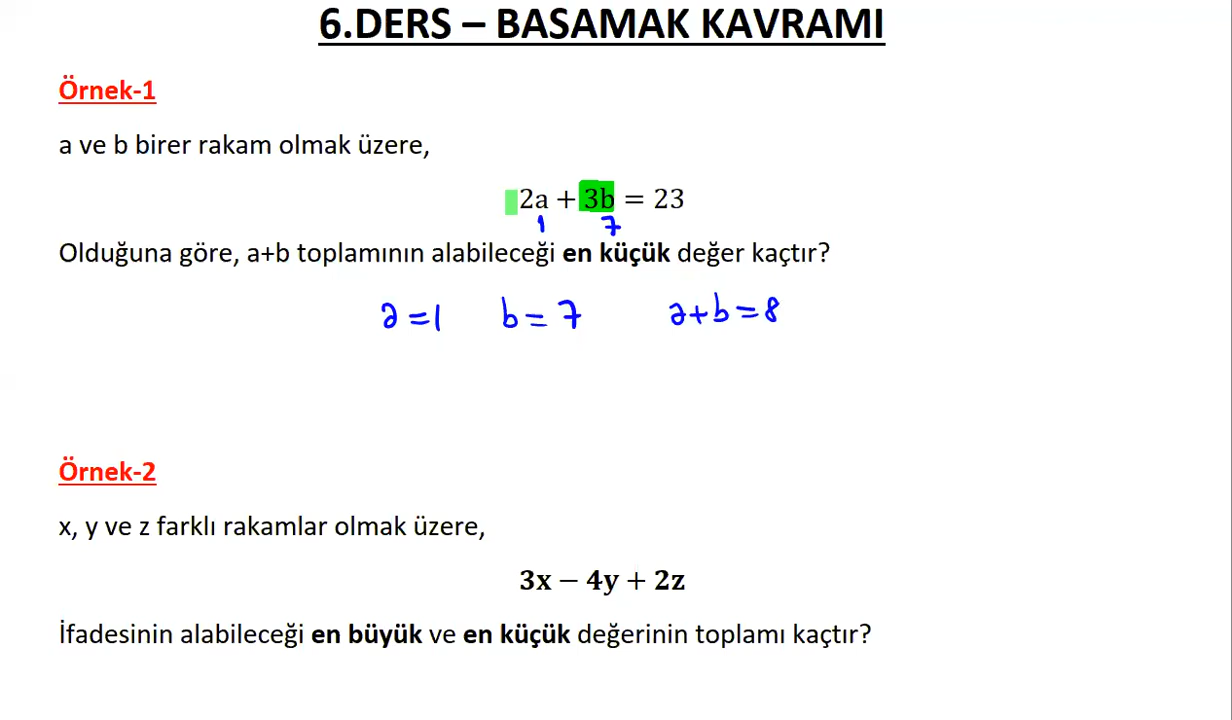 6.DERS – BASAMAK KAVRAMI
Örnek-1
a ve b birer rakam olmak üzere,
2a + 3b = 23
1 7
Olduğuna göre, a+b toplamının alabileceği en küçük değer kaçtır?
a=1 b=7 a+b=8
Örnek-2
x, y ve z farklı rakamlar olmak üzere,
3x − 4y + 2z
İfadesinin alabileceği en büyük ve en küçük değerinin toplamı kaçtır?